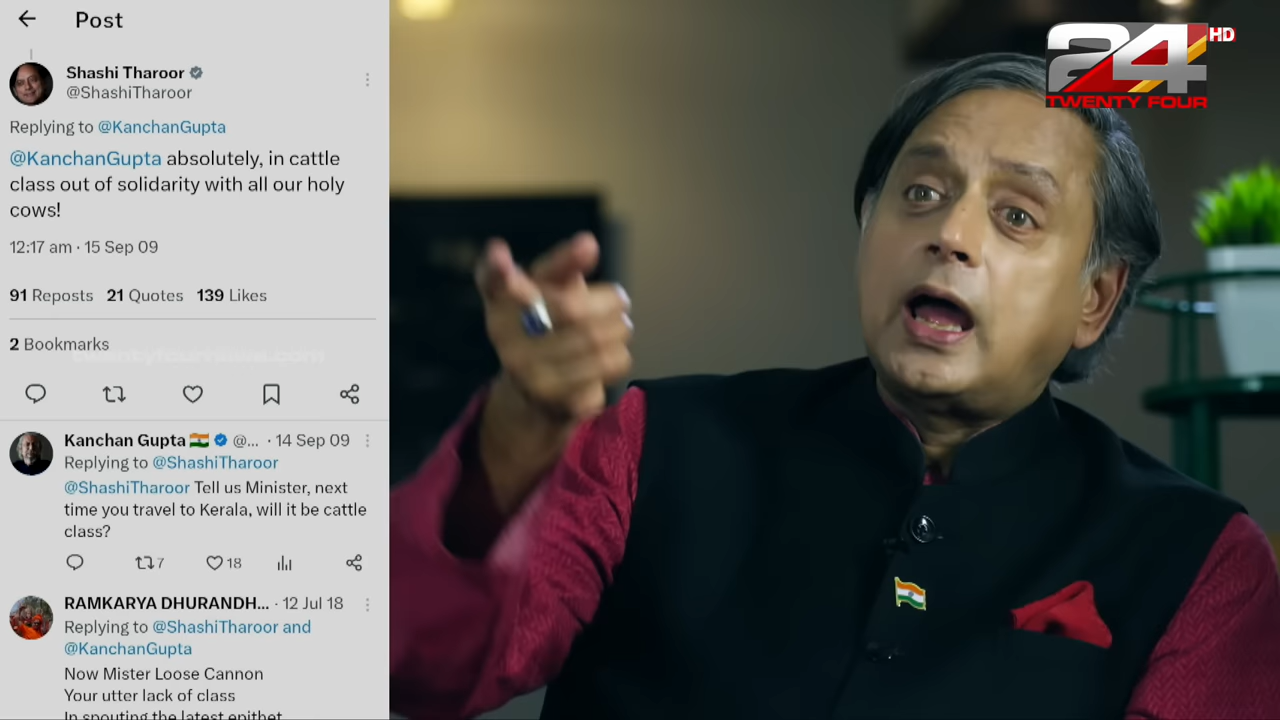 Post
Shashi Tharoor
@ShashiTharoor
Replying to @KanchanGupta
@KanchanGupta absolutely, in cattle
class out of solidarity with all our holy
cows!
12:17 am · 15 Sep 09
91 Reposts 21 Quotes 139 Likes
2 Bookmarks
twentyfournews.com
Kanchan Gupta @... · 14 Sep 09
Replying to @ShashiTharoor
@ShashiTharoor Tell us Minister, next
time you travel to Kerala, will it be cattle
class?
7 18
RAMKARYA DHURANDH... · 12 Jul 18
Replying to @ShashiTharoor and
@KanchanGupta
Now Mister Loose Cannon
Your utter lack of class
In spouting the latest epithet
24 HD
TWENTY FOUR